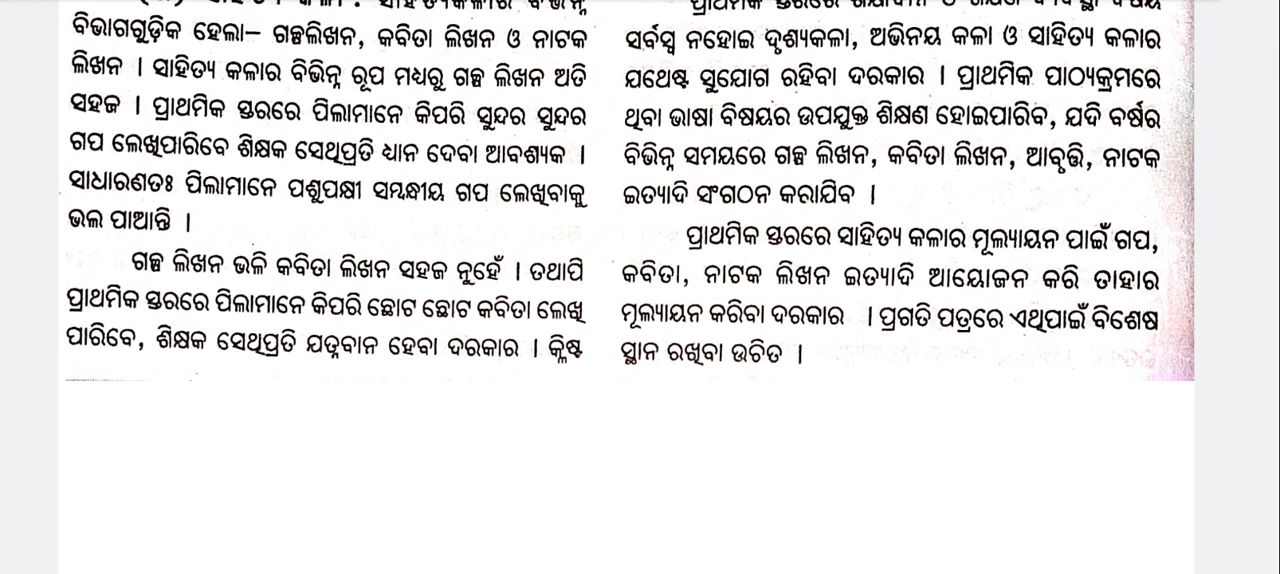 ବିଭାଗଗୁଡ଼ିକ ହେଲା– ଗଳ୍ପଲିଖନ, କବିତା ଲିଖନ ଓ ନାଟକ
ଲିଖନ । ସାହିତ୍ୟ କଳାର ବିଭିନ୍ନ ରୂପ ମଧ୍ୟରୁ ଗଳ୍ପ ଲିଖନ ଅତି
ସହଜ । ପ୍ରାଥମିକ ସ୍ତରରେ ପିଲାମାନେ କିପରି ସୁନ୍ଦର ସୁନ୍ଦର
ଗପ ଲେଖିପାରିବେ ଶିକ୍ଷକ ସେଥିପ୍ରତି ଧ୍ୟାନ ଦେବା ଆବଶ୍ୟକ ।
ସାଧାରଣତଃ ପିଲାମାନେ ପଶୁପକ୍ଷୀ ସମ୍ବନ୍ଧୀୟ ଗପ ଲେଖିବାକୁ
ଭଲ ପାଆନ୍ତି ।
ଗଳ୍ପ ଲିଖନ ଭଳି କବିତା ଲିଖନ ସହଜ ନୁହେଁ । ତଥାପି
ପ୍ରାଥମିକ ସ୍ତରରେ ପିଲାମାନେ କିପରି ଛୋଟ ଛୋଟ କବିତା ଲେଖି
ପାରିବେ, ଶିକ୍ଷକ ସେଥିପ୍ରତି ଯତ୍ନବାନ ହେବା ଦରକାର । କ୍ଳିଷ୍ଟ
ସର୍ବସ୍ୱ ନହୋଇ ଦୃଶ୍ୟକଳା, ଅଭିନୟ କଳା ଓ ସାହିତ୍ୟ କଳାର
ଯଥେଷ୍ଟ ସୁଯୋଗ ରହିବା ଦରକାର । ପ୍ରାଥମିକ ପାଠ୍ୟକ୍ରମରେ
ଥିବା ଭାଷା ବିଷୟର ଉପଯୁକ୍ତ ଶିକ୍ଷଣ ହୋଇପାରିବ, ଯଦି ବର୍ଷର
ବିଭିନ୍ନ ସମୟରେ ଗଳ୍ପ ଲିଖନ, କବିତା ଲିଖନ, ଆବୃତ୍ତି, ନାଟକ
ଇତ୍ୟାଦି ସଂଗଠନ କରାଯିବ ।
ପ୍ରାଥମିକ ସ୍ତରରେ ସାହିତ୍ୟ କଳାର ମୂଲ୍ୟାୟନ ପାଇଁ ଗପ,
କବିତା, ନାଟକ ଲିଖନ ଇତ୍ୟାଦି ଆୟୋଜନ କରି ତାହାର
ମୂଲ୍ୟାୟନ କରିବା ଦରକାର । ପ୍ରଗତି ପତ୍ରରେ ଏଥିପାଇଁ ବିଶେଷ
ସ୍ଥାନ ରଖିବା ଉଚିତ ।